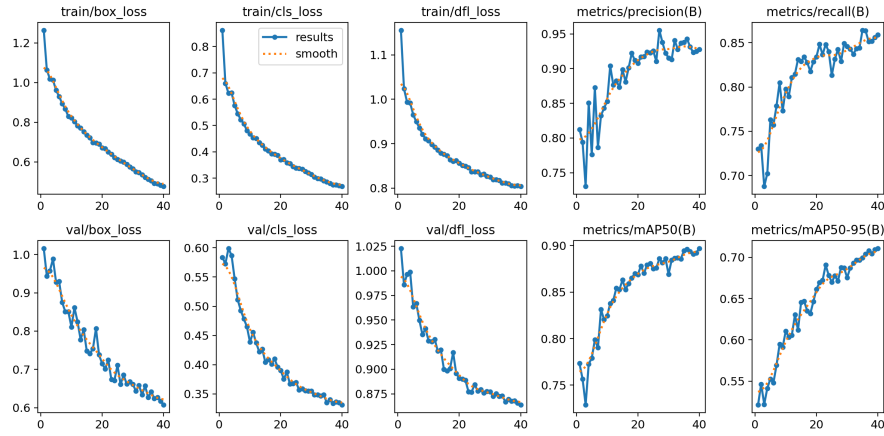 train/box_loss
train/cls_loss
train/dfl_loss
metrics/precision(B)
metrics/recall(B)
results
smooth
1.2
1.0
0.8
0.6
0 20 40
0.8
0.7
0.6
0.5
0.4
0.3
0 20 40
1.1
1.0
0.9
0.8
0 20 40
0.95
0.90
0.85
0.80
0.75
0 20 40
0.85
0.80
0.75
0.70
0 20 40
val/box_loss
val/cls_loss
val/dfl_loss
metrics/mAP50(B)
metrics/mAP50-95(B)
1.0
0.9
0.8
0.7
0.6
0 20 40
0.60
0.55
0.50
0.45
0.40
0.35
0 20 40
1.025
1.000
0.975
0.950
0.925
0.900
0.875
0 20 40
0.90
0.85
0.80
0.75
0 20 40
0.70
0.65
0.60
0.55
0 20 40